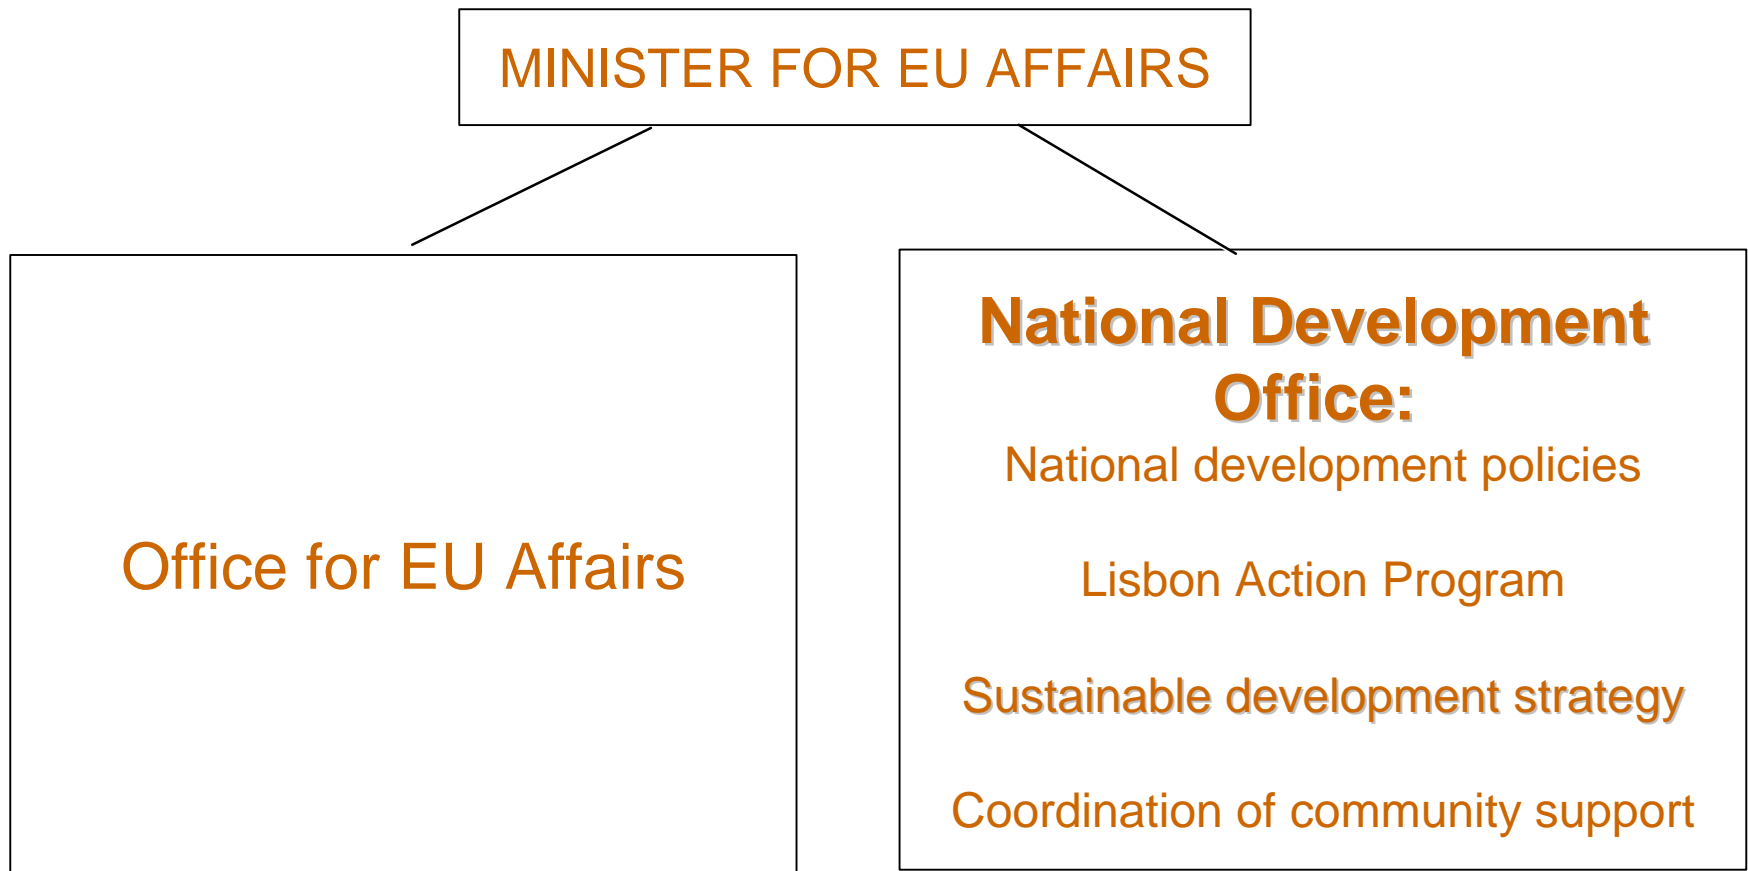 MINISTER FOR EU AFFAIRS
Office for EU Affairs
National Development
Office:
National development policies
Lisbon Action Program
Sustainable development strategy
Coordination of community support